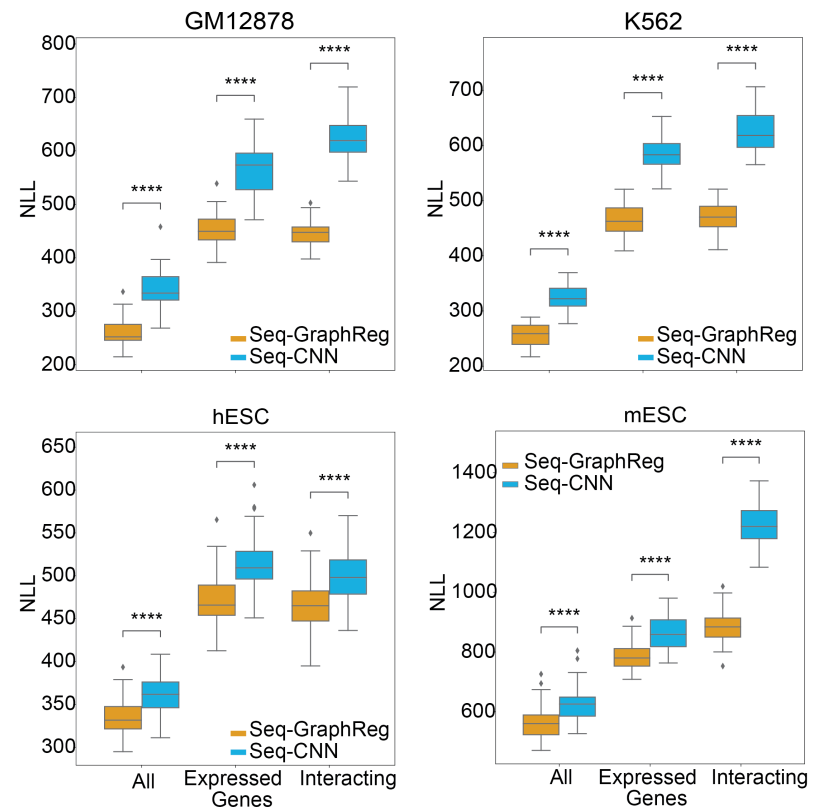 GM12878
NLL
800
700
600
500
400
300
200
****
****
****
Seq-GraphReg
Seq-CNN
K562
NLL
700
600
500
400
300
200
****
****
****
Seq-GraphReg
Seq-CNN
hESC
NLL
650
600
550
500
450
400
350
300
****
****
****
Seq-GraphReg
Seq-CNN
All
Expressed
Genes
Interacting
mESC
NLL
1400
1200
1000
800
600
Seq-GraphReg
Seq-CNN
****
****
****
All
Expressed
Genes
Interacting